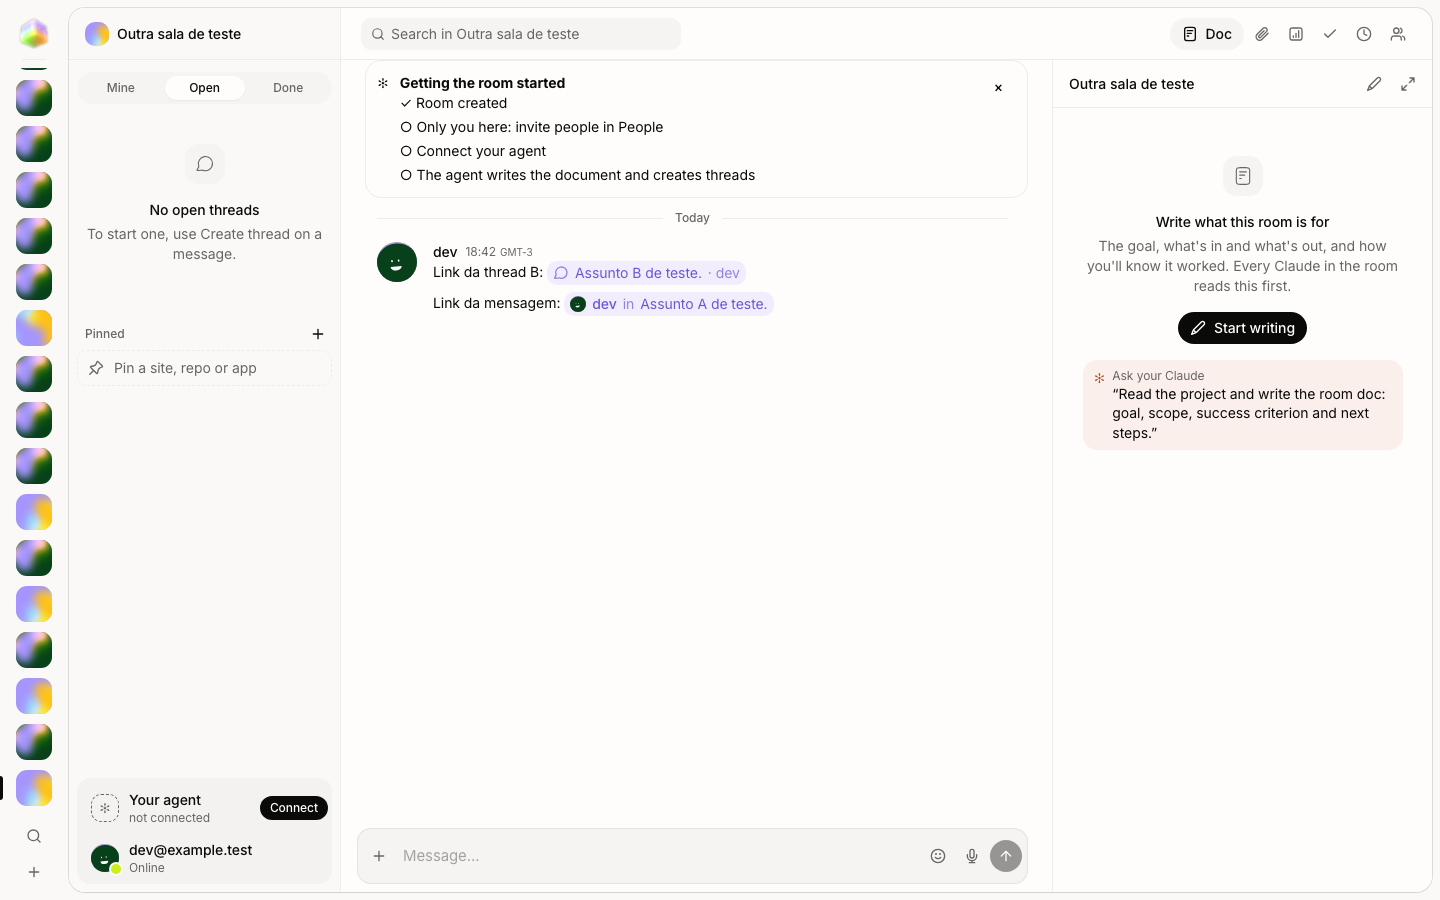 Outra sala de teste
Search in Outra sala de teste
Doc
Mine
Open
Done
No open threads
To start one, use Create thread on a
message.
Pinned
Pin a site, repo or app
Your agent
not connected
Connect
dev@example.test
Online
Getting the room started
✓ Room created
Only you here: invite people in People
Connect your agent
The agent writes the document and creates threads
Today
dev 18:42 GMT-3
Link da thread B: Assunto B de teste. · dev
Link da mensagem: dev in Assunto A de teste.
Message...
Outra sala de teste
Write what this room is for
The goal, what's in and what's out, and how
you'll know it worked. Every Claude in the room
reads this first.
Start writing
Ask your Claude
“Read the project and write the room doc:
goal, scope, success criterion and next
steps.”